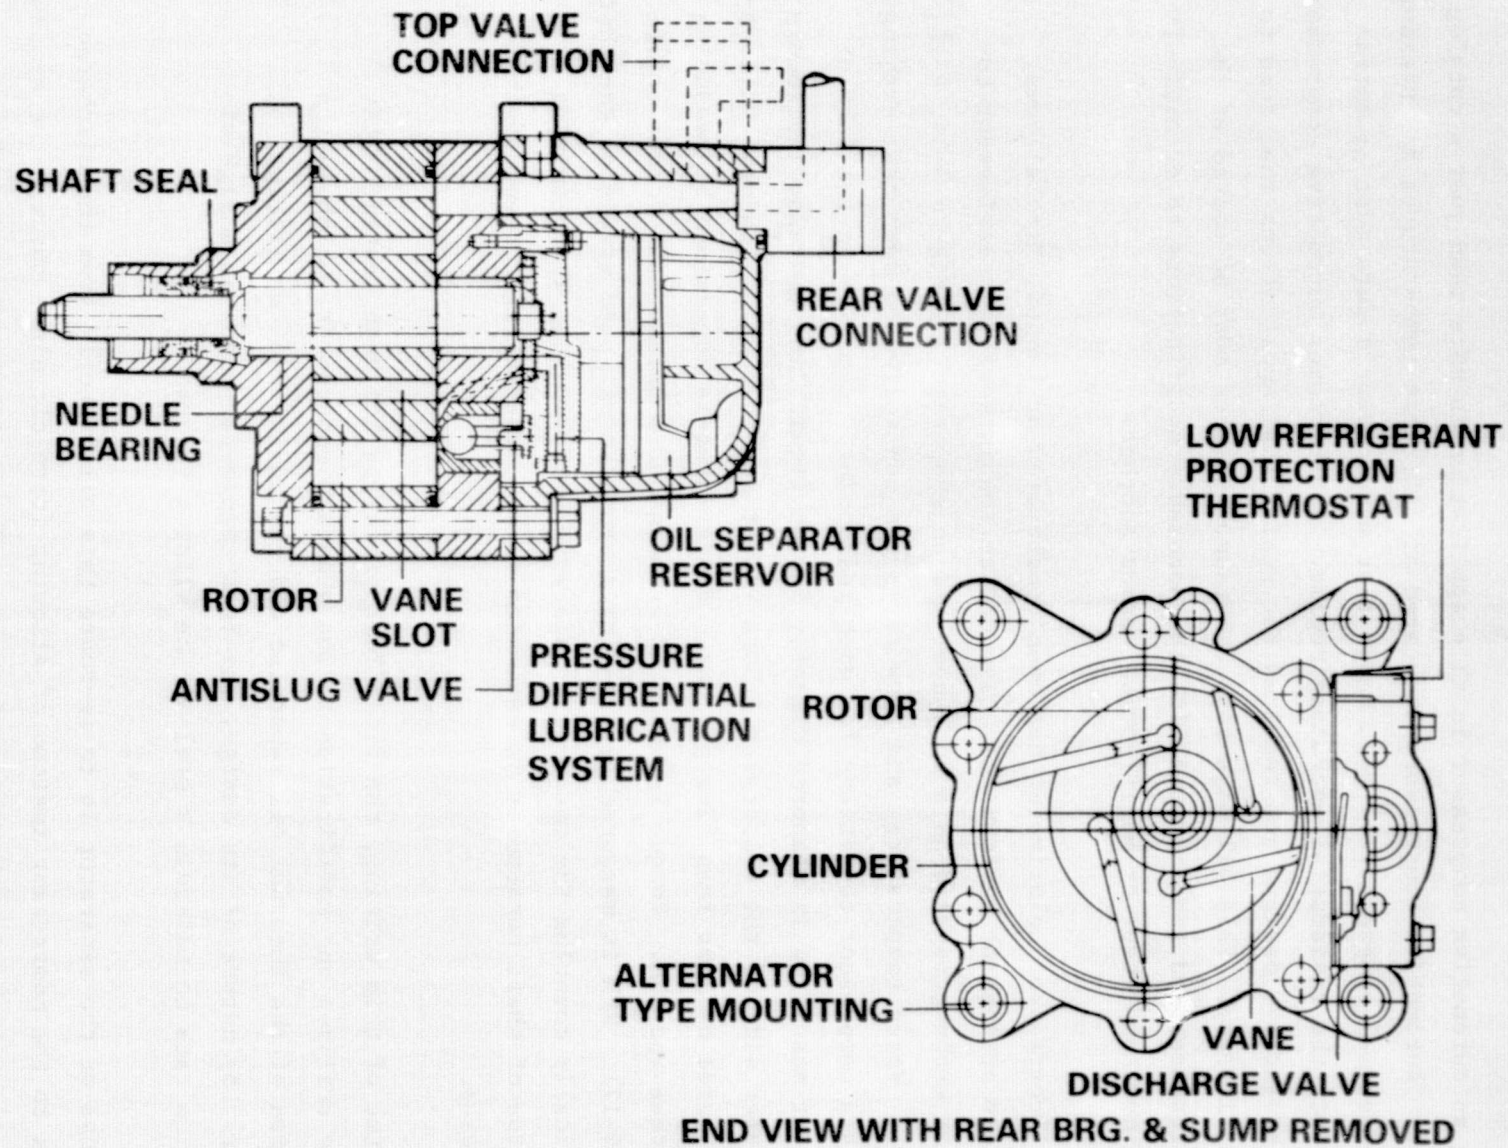 TOP VALVE
CONNECTION
SHAFT SEAL
REAR VALVE
CONNECTION
NEEDLE
BEARING
LOW REFRIGERANT
PROTECTION
THERMOSTAT
OIL SEPARATOR
RESERVOIR
ROTOR
VANE
SLOT
ANTISLUG VALVE
PRESSURE
DIFFERENTIAL
LUBRICATION
SYSTEM
ROTOR
CYLINDER
ALTERNATOR
TYPE MOUNTING
VANE
DISCHARGE VALVE
END VIEW WITH REAR BRG. & SUMP REMOVED